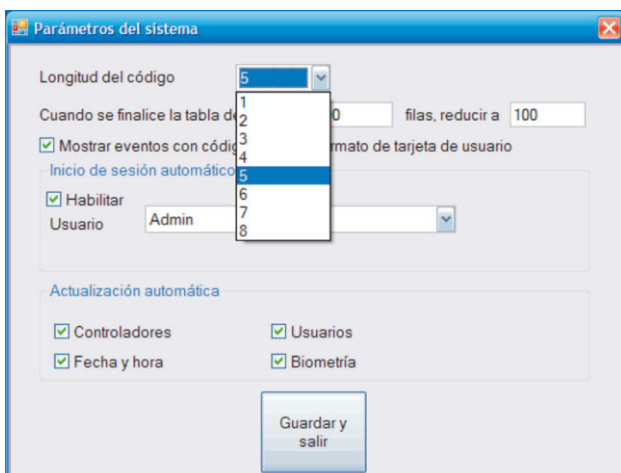 Parámetros del sistema
Longitud del código 5
1
2
3
4
5
6
7
8
Cuando se finalice la tabla de 0 filas, reducir a 100
Mostrar eventos con códig rmato de tarjeta de usuario
Inicio de sesión automático
Habilitar
Usuario Admin
Actualización automática
Controladores Usuarios
Fecha y hora Biometría
Guardar y
salir